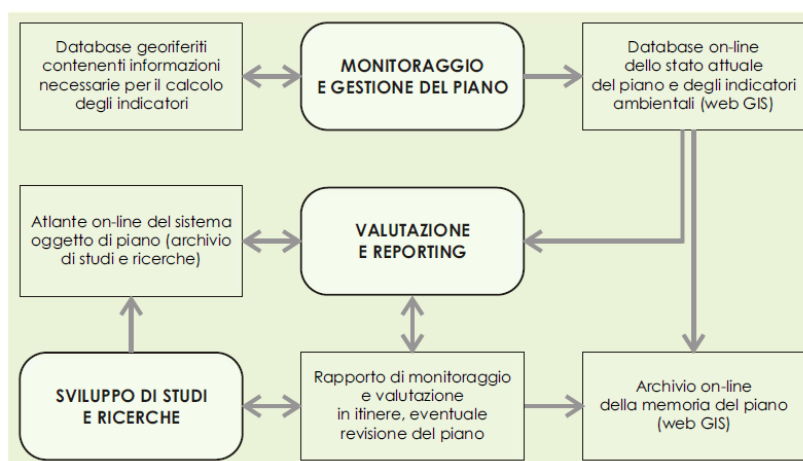 Database georiferiti
contenenti informazioni
necessarie per il calcolo
degli indicatori
MONITORAGGIO
E GESTIONE DEL PIANO
Database on-line
dello stato attuale
del piano e degli indicatori
ambientali (web GIS)
Atlante on-line del sistema
oggetto di piano (archivio
di studi e ricerche)
VALUTAZIONE
E REPORTING
SVILUPPO DI STUDI
E RICERCHE
Rapporto di monitoraggio
e valutazione
in itinere, eventuale
revisione del piano
Archivio on-line
della memoria del piano
(web GIS)